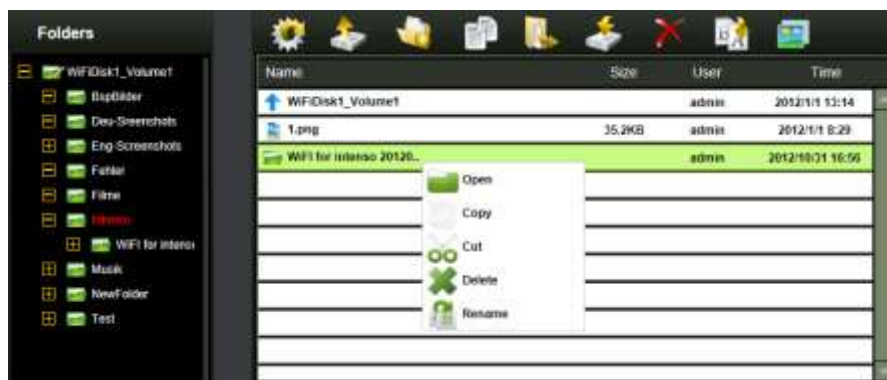 Folders
WiFiDisk1_Volume1
BspBilder
Deu-Sreenshots
Eng-Screenshots
Fehler
Filme
Intenso
WiFI for intens
Musik
NewFolder
Test
Name Size User Time
WiFiDisk1_Volume1 admin 2012/1/1 13:14
1.png 35.2KB admin 2012/1/1 8:29
WiFI for intenso 20120.. admin 2012/10/31 16:56
Open
Copy
Cut
Delete
Rename